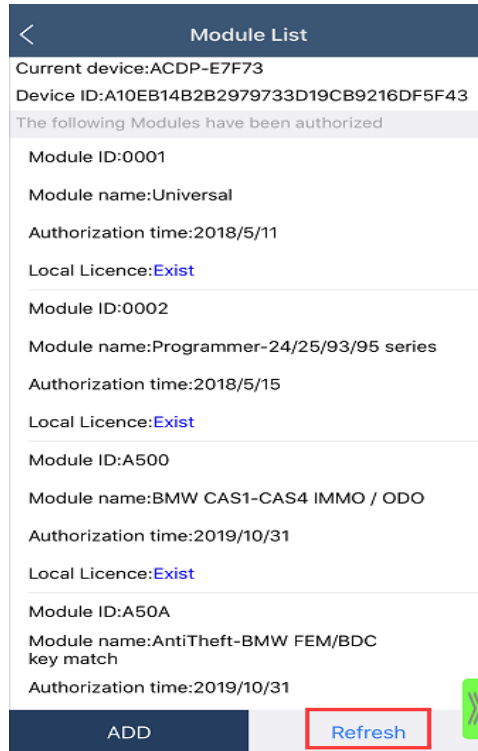 Module List
Current device:ACDP-E7F73
Device ID:A10EB14B2B2979733D19CB9216DF5F43
The following Modules have been authorized
Module ID:0001
Module name:Universal
Authorization time:2018/5/11
Local Licence:Exist
Module ID:0002
Module name:Programmer-24/25/93/95 series
Authorization time:2018/5/15
Local Licence:Exist
Module ID:A500
Module name:BMW CAS1-CAS4 IMMO / ODO
Authorization time:2019/10/31
Local Licence:Exist
Module ID:A50A
Module name:AntiTheft-BMW FEM/BDC
key match
Authorization time:2019/10/31
ADD
Refresh